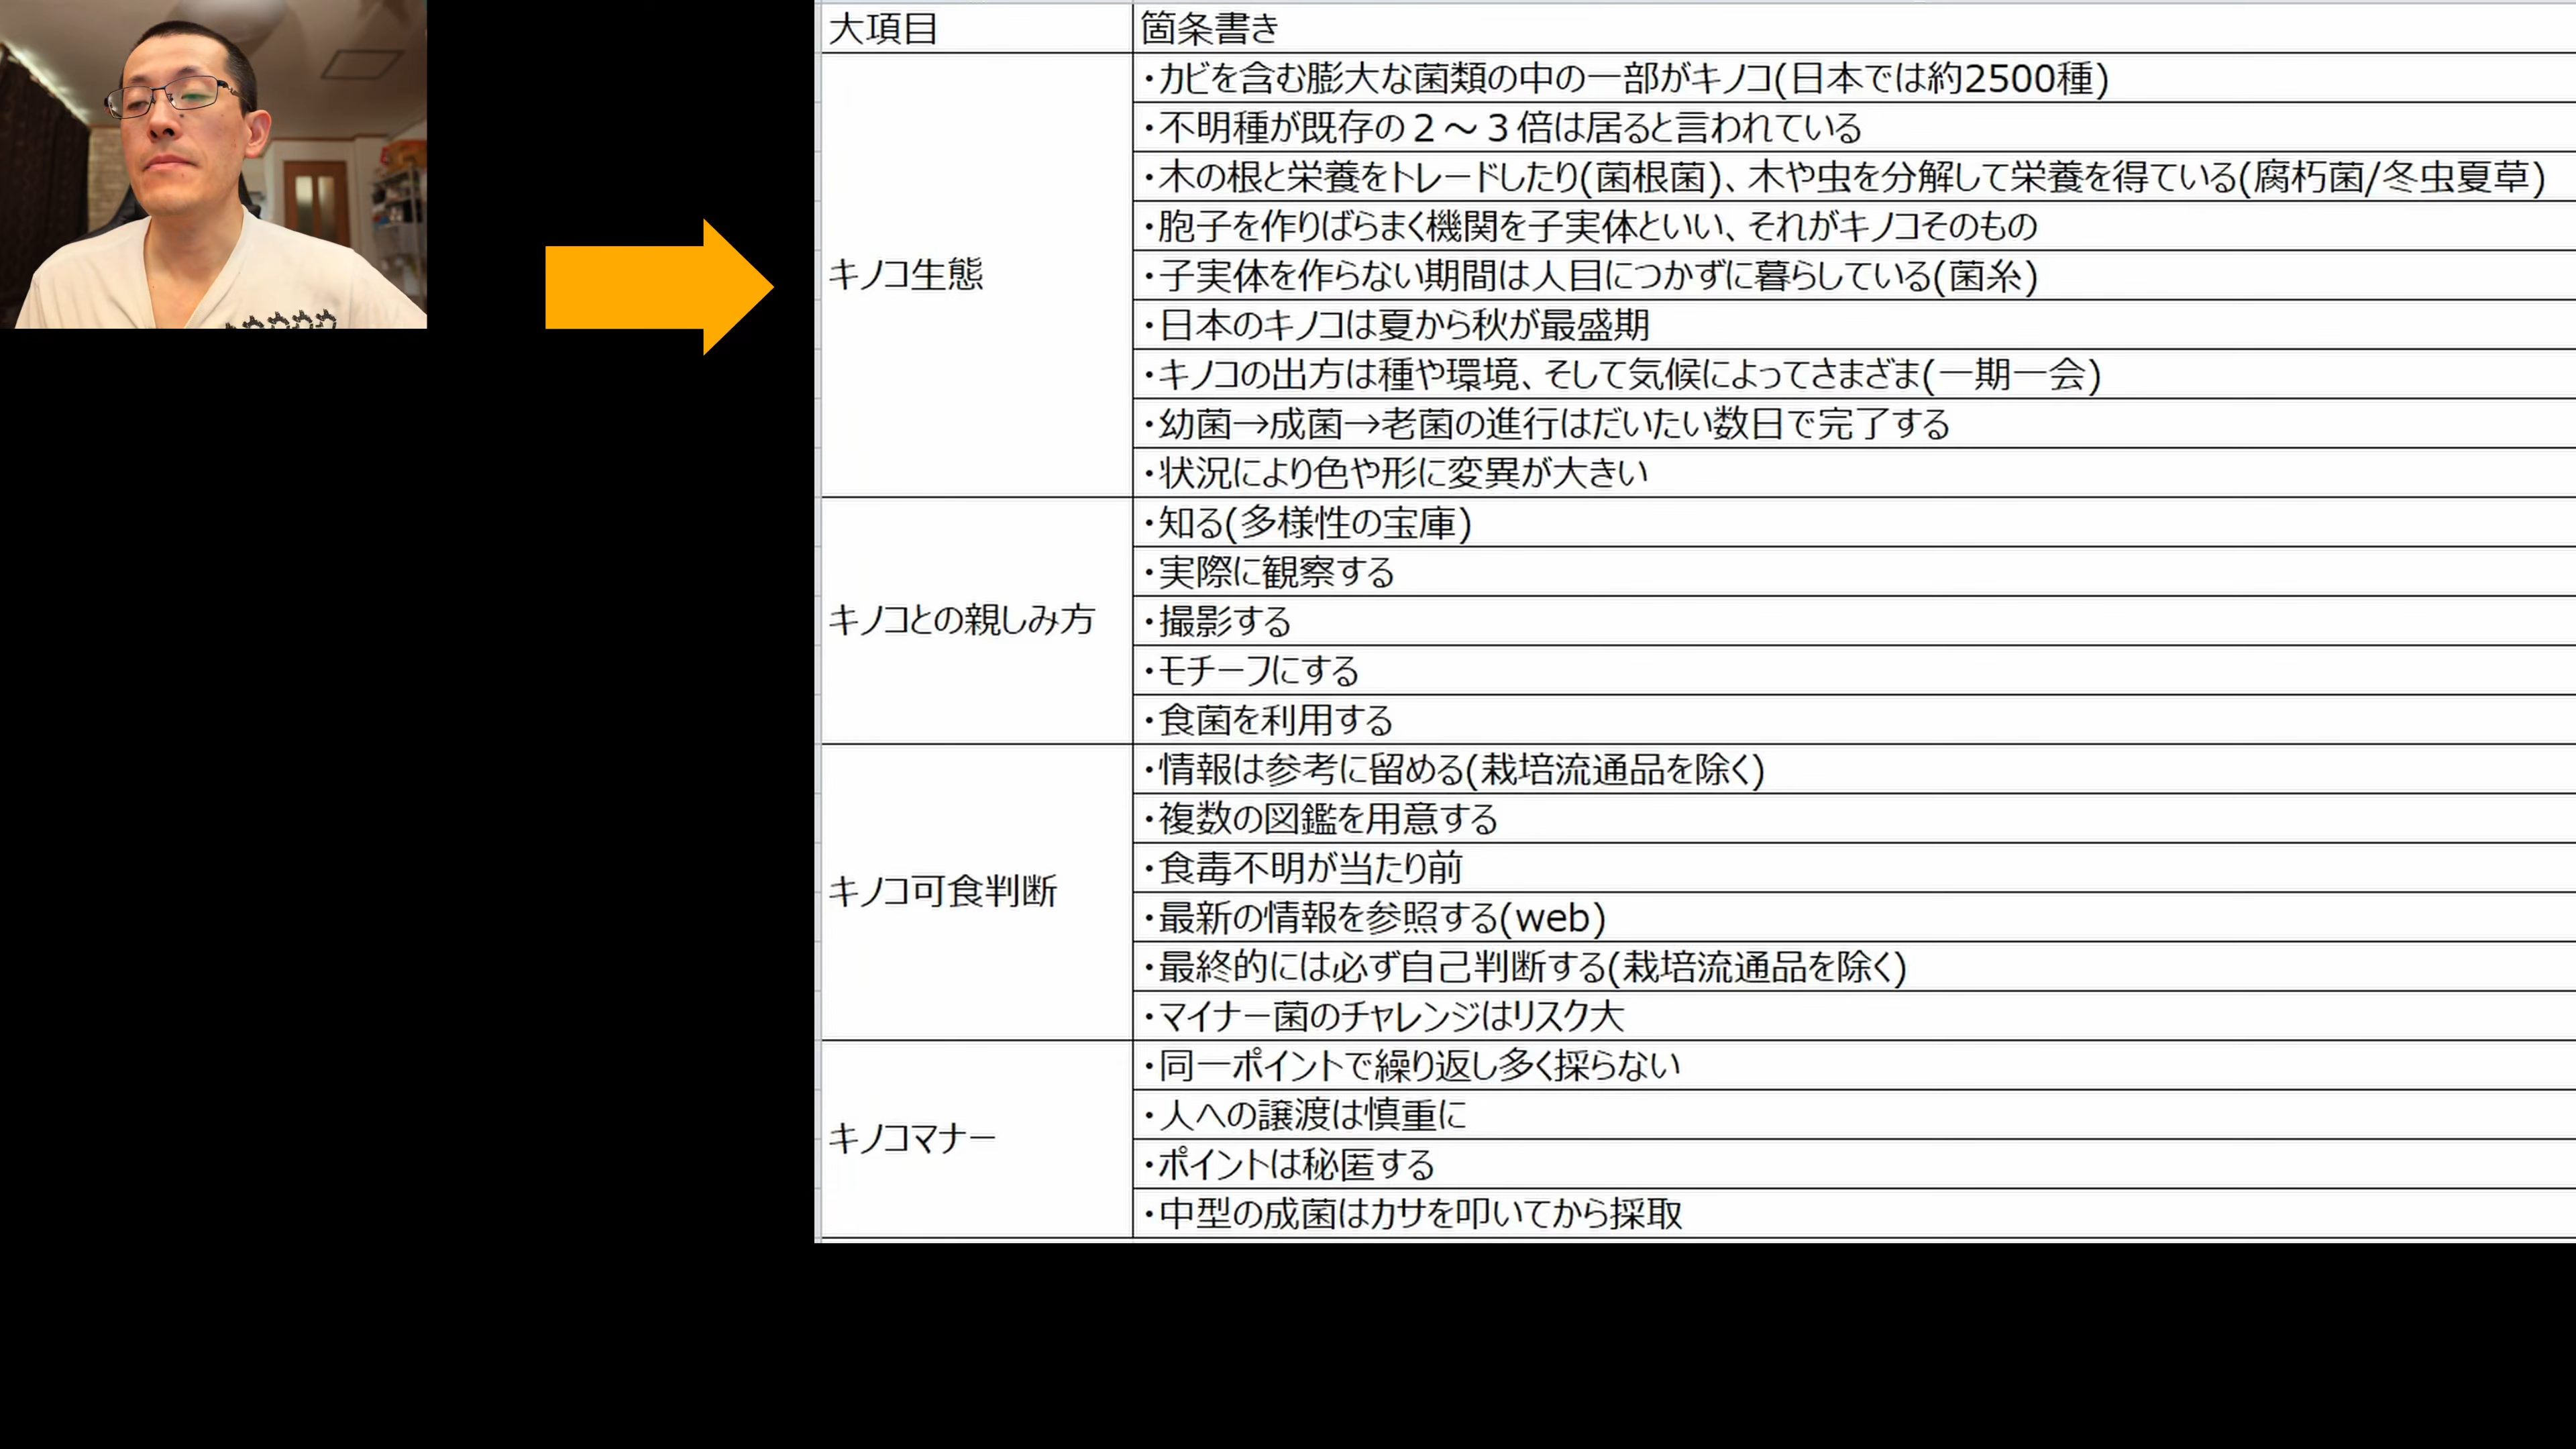 大項目
箇条書き
キノコ生態
・カビを含む膨大な菌類の中の一部がキノコ(日本では約2500種)
・不明種が既存の２～３倍は居ると言われている
・木の根と栄養をトレードしたり(菌根菌)、木や虫を分解して栄養を得ている(腐朽菌/冬虫夏草)
・胞子を作りばらまく機関を子実体といい、それがキノコそのもの
・子実体を作らない期間は人目につかずに暮らしている(菌糸)
・日本のキノコは夏から秋が最盛期
・キノコの出方は種や環境、そして気候によってさまざま(一期一会)
・幼菌→成菌→老菌の進行はだいたい数日で完了する
・状況により色や形に変異が大きい
キノコとの親しみ方
・知る(多様性の宝庫)
・実際に観察する
・撮影する
・モチーフにする
・食菌を利用する
キノコ可食判断
・情報は参考に留める(栽培流通品を除く)
・複数の図鑑を用意する
・食毒不明が当たり前
・最新の情報を参照する(web)
・最終的には必ず自己判断する(栽培流通品を除く)
・マイナー菌のチャレンジはリスク大
キノコマナー
・同一ポイントで繰り返し多く採らない
・人への譲渡は慎重に
・ポイントは秘匿する
・中型の成菌はカサを叩いてから採取